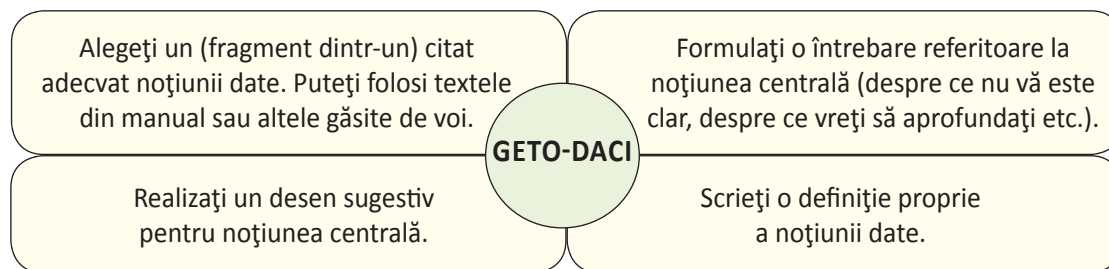 Alegeţi un (fragment dintr-un) citat
adecvat noţiunii date. Puteţi folosi textele
din manual sau altele găsite de voi.
Formulaţi o întrebare referitoare la
noţiunea centrală (despre ce nu vă este
clar, despre ce vreţi să aprofundaţi etc.).
GETO-DACI
Realizaţi un desen sugestiv
pentru noţiunea centrală.
Scrieţi o definiţie proprie
a noţiunii date.